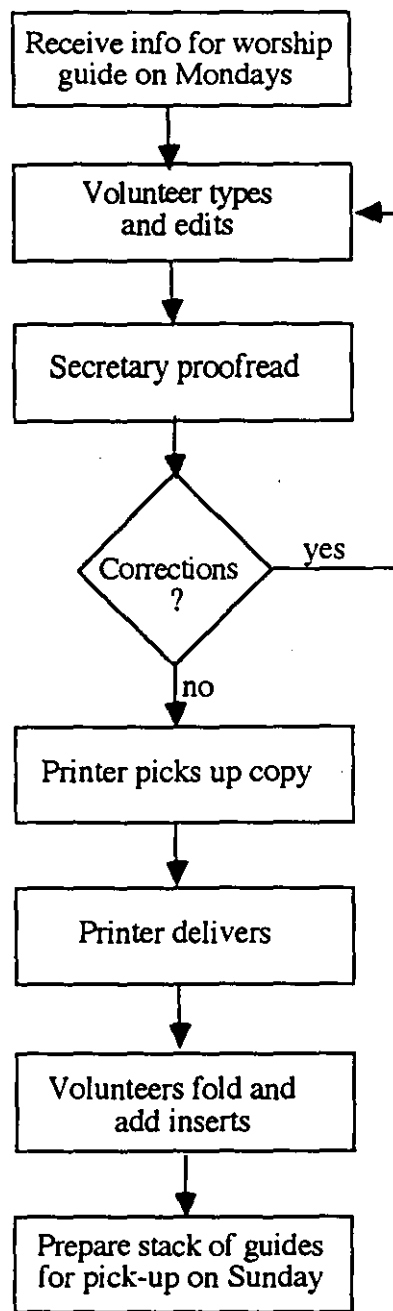 Receive info for worship
guide on Mondays
Volunteer types
and edits
Secretary proofread
Corrections
?
yes
no
Printer picks up copy
Printer delivers
Volunteers fold and
add inserts
Prepare stack of guides
for pick-up on Sunday